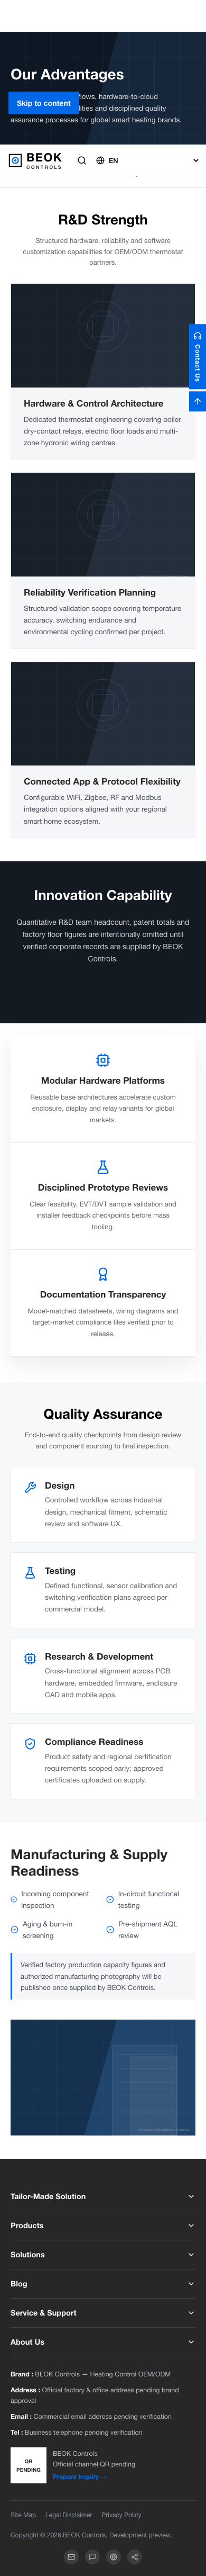 Our Advantages
Skip to content
lows, hardware-to-cloud
ities and disciplined quality
assurance processes for global smart heating brands.
BEOK
CONTROLS
EN
R&D Strength
Structured hardware, reliability and software
customization capabilities for OEM/ODM thermostat
partners.
Contact Us
Hardware & Control Architecture
Dedicated thermostat engineering covering boiler
dry-contact relays, electric floor loads and multi-
zone hydronic wiring centres.
Reliability Verification Planning
Structured validation scope covering temperature
accuracy, switching endurance and
environmental cycling confirmed per project.
Connected App & Protocol Flexibility
Configurable WiFi, Zigbee, RF and Modbus
integration options aligned with your regional
smart home ecosystem.
Innovation Capability
Quantitative R&D team headcount, patent totals and
factory floor figures are intentionally omitted until
verified corporate records are supplied by BEOK
Controls.
Modular Hardware Platforms
Reusable base architectures accelerate custom
enclosure, display and relay variants for global
markets.
Disciplined Prototype Reviews
Clear feasibility, EVT/DVT sample validation and
installer feedback checkpoints before mass
tooling.
Documentation Transparency
Model-matched datasheets, wiring diagrams and
target-market compliance files verified prior to
release.
Quality Assurance
End-to-end quality checkpoints from design review
and component sourcing to final inspection.
Design
Controlled workflow across industrial
design, mechanical fitment, schematic
review and software UX.
Testing
Defined functional, sensor calibration and
switching verification plans agreed per
commercial model.
Research & Development
Cross-functional alignment across PCB
hardware, embedded firmware, enclosure
CAD and mobile apps.
Compliance Readiness
Product safety and regional certification
requirements scoped early; approved
certificates uploaded on supply.
Manufacturing & Supply
Readiness
Incoming component
inspection
In-circuit functional
testing
Aging & burn-in
screening
Pre-shipment AQL
review
Verified factory production capacity figures and
authorized manufacturing photography will be
published once supplied by BEOK Controls.
Tailor-Made Solution
Products
Solutions
Blog
Service & Support
About Us
Brand : BEOK Controls — Heating Control OEM/ODM
Address : Official factory & office address pending brand
approval
Email : Commercial email address pending verification
Tel : Business telephone pending verification
QR
PENDING
BEOK Controls
Official channel QR pending
Prepare Inquiry →
Site Map Legal Disclaimer Privacy Policy
Copyright © 2026 BEOK Controls. Development preview.